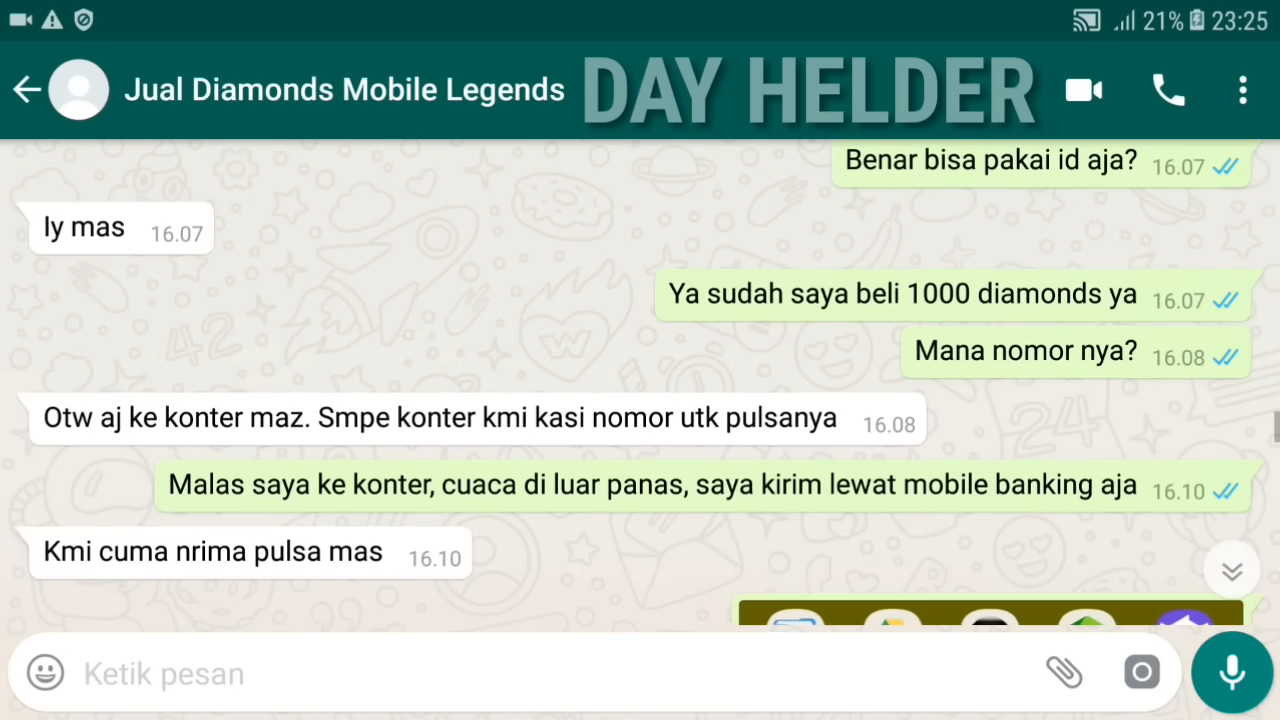 21% 23:25
Jual Diamonds Mobile Legends DAY HELDER
Benar bisa pakai id aja? 16.07
Iy mas 16.07
Ya sudah saya beli 1000 diamonds ya 16.07
Mana nomor nya? 16.08
Otw aj ke konter maz. Smpe konter kmi kasi nomor utk pulsanya 16.08
Malas saya ke konter, cuaca di luar panas, saya kirim lewat mobile banking aja 16.10
Kmi cuma nrima pulsa mas 16.10
Ketik pesan